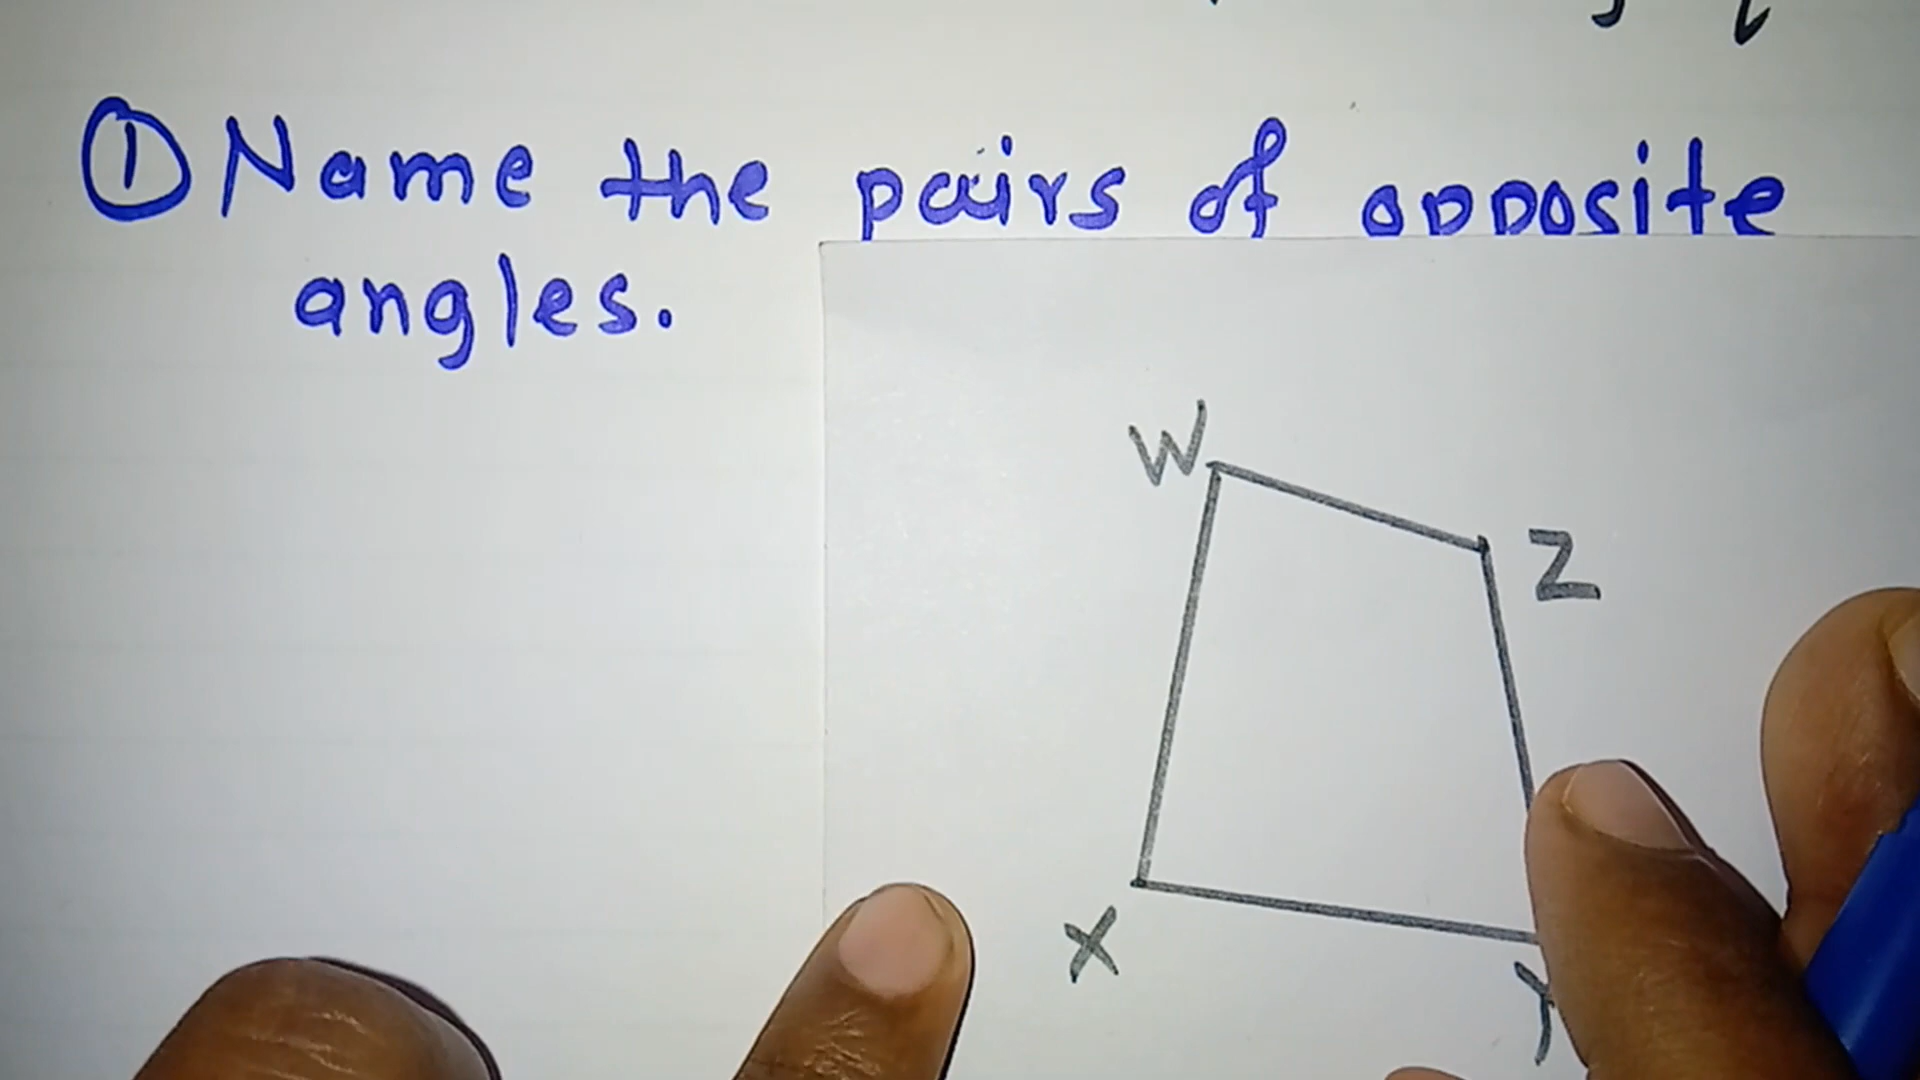 ① Name the pairs of opposite
angles.
W
Z
X
Y